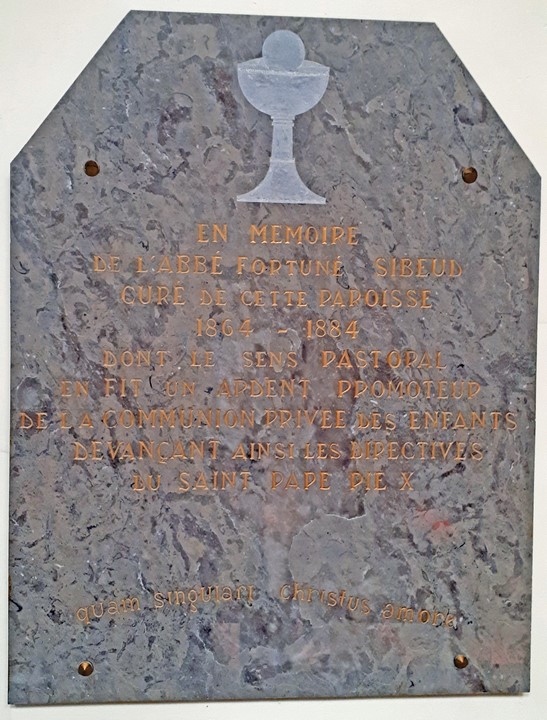 EN MEMOIRE
DE L'ABBÉ FORTUNÉ SIBEUD
CURÉ DE CETTE PAROISSE
1864 - 1884
DONT LE SENS PASTORAL
EN FIT UN ARDENT PROMOTEUR
DE LA COMMUNION PRIVEE DES ENFANTS
DEVANÇANT AINSI LES DIRECTIVES
DU SAINT PAPE PIE X
quam singulari christus amore